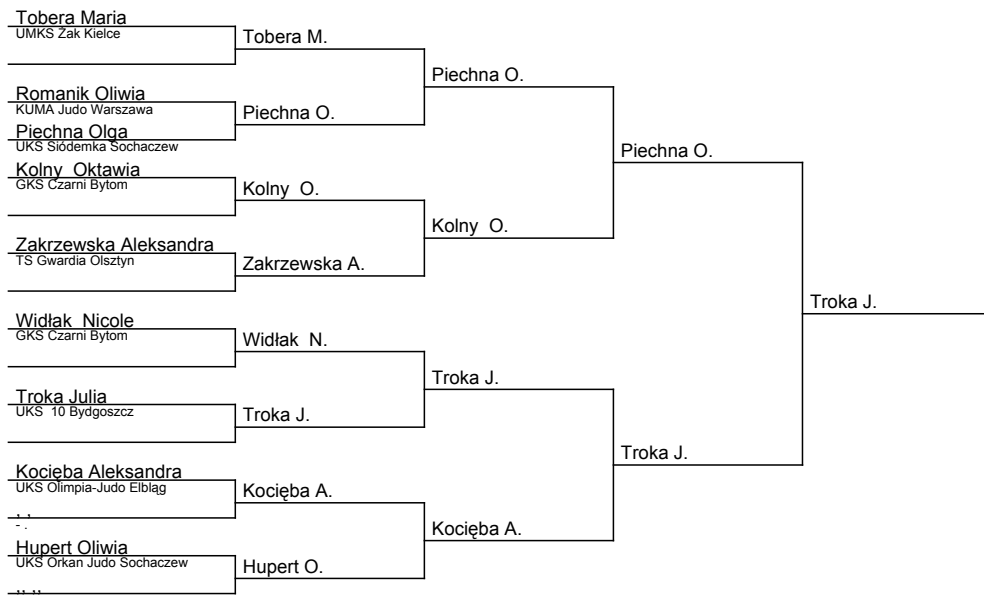 Tobera Maria
UMKS Żak Kielce
Tobera M.
Piechna O.
Romanik Oliwia
KUMA Judo Warszawa
Piechna O.
Piechna Olga
UKS Siódemka Sochaczew
Piechna O.
Kolny Oktawia
GKS Czarni Bytom
Kolny O.
Kolny O.
Zakrzewska Aleksandra
TS Gwardia Olsztyn
Zakrzewska A.
Troka J.
Widłak Nicole
GKS Czarni Bytom
Widłak N.
Troka J.
Troka Julia
UKS 10 Bydgoszcz
Troka J.
Troka J.
Kocięba Aleksandra
UKS Olimpia-Judo Elbląg
Kocięba A.
Kocięba A.
Hupert Oliwia
UKS Orkan Judo Sochaczew
Hupert O.